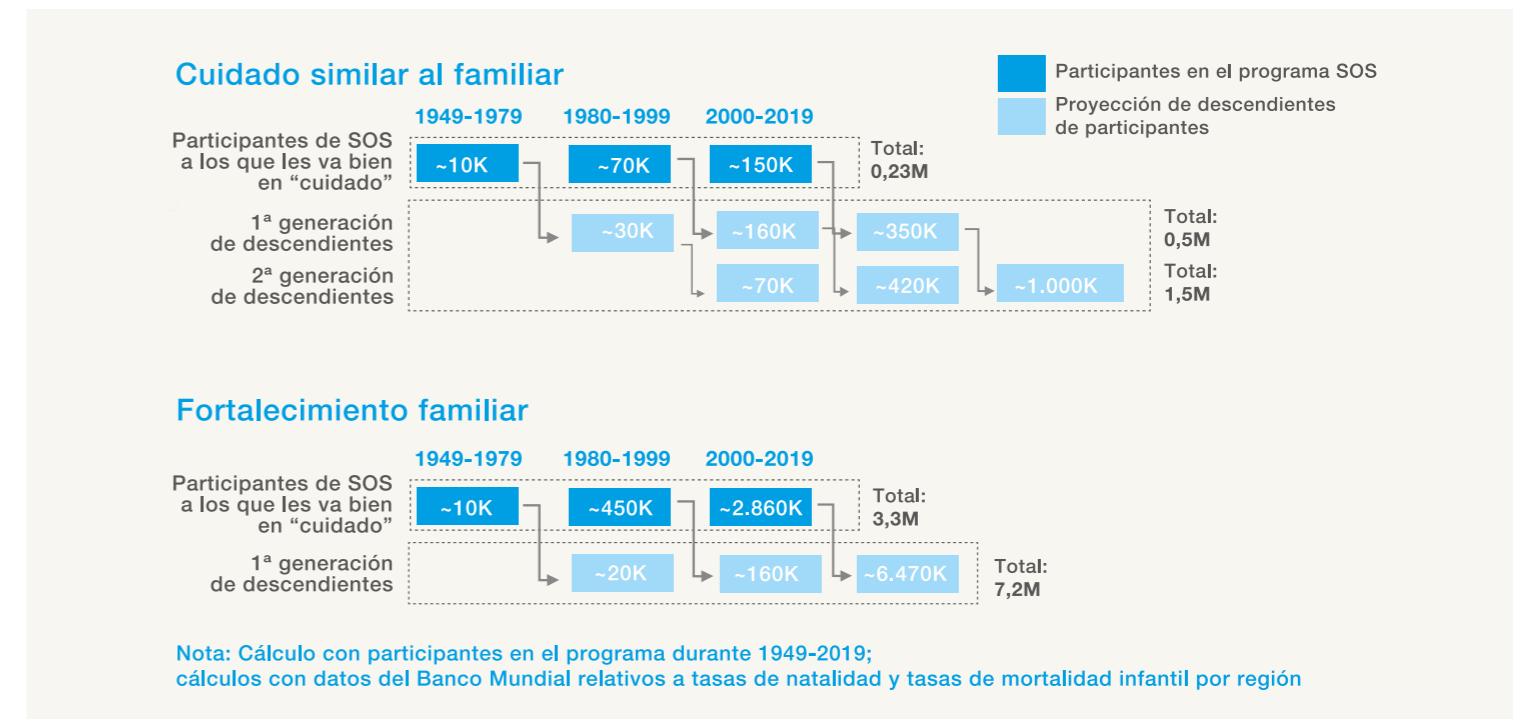 Cuidado similar al familiar
Participantes en el programa SOS
Proyección de descendientes
de participantes
1949-1979 1980-1999 2000-2019
Participantes de SOS
a los que les va bien
en “cuidado”
~10K ~70K ~150K
Total:
0,23M
1ª generación
de descendientes
~30K ~160K ~350K
Total:
0,5M
2ª generación
de descendientes
~70K ~420K ~1.000K
Total:
1,5M
Fortalecimiento familiar
1949-1979 1980-1999 2000-2019
Participantes de SOS
a los que les va bien
en “cuidado”
~10K ~450K ~2.860K
Total:
3,3M
1ª generación
de descendientes
~20K ~160K ~6.470K
Total:
7,2M
Nota: Cálculo con participantes en el programa durante 1949-2019;
cálculos con datos del Banco Mundial relativos a tasas de natalidad y tasas de mortalidad infantil por región